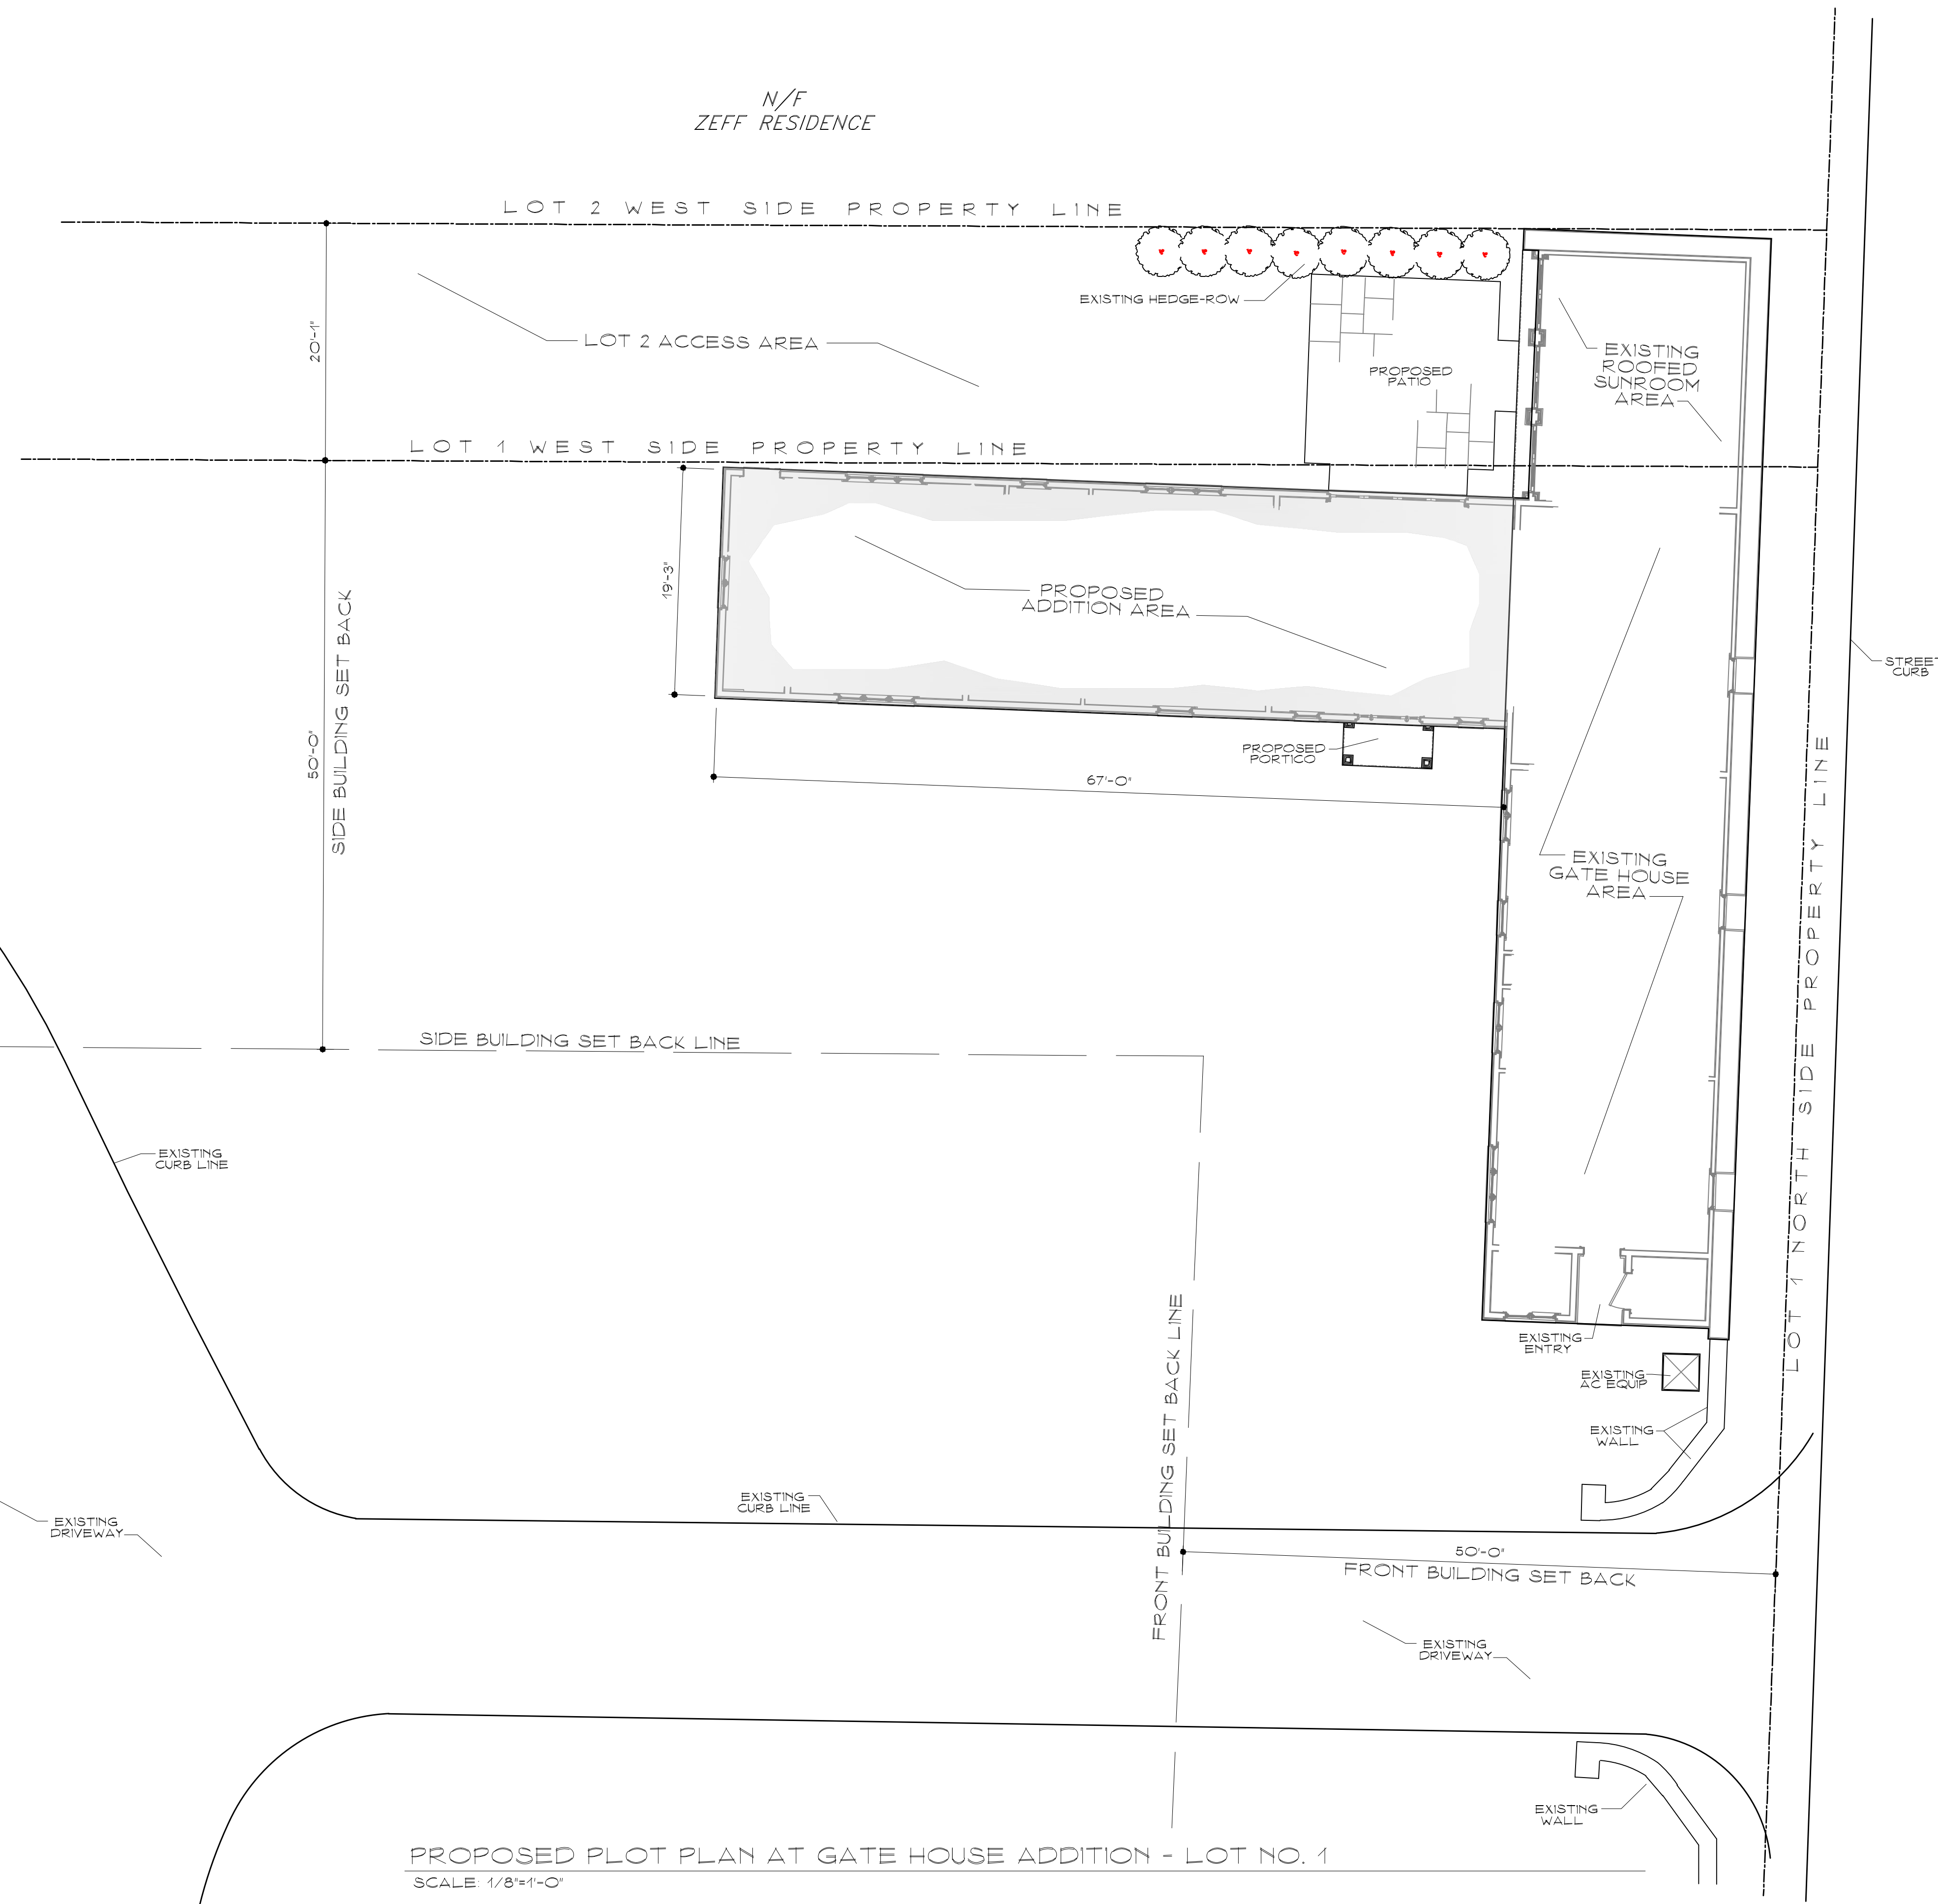 N/F
ZEFF RESIDENCE
LOT 2 WEST SIDE PROPERTY LINE
EXISTING HEDGE-ROW
20'-1"
LOT 2 ACCESS AREA
PROPOSED
PATIO
EXISTING
ROOFED
SUNROOM
AREA
LOT 1 WEST SIDE PROPERTY LINE
19'-3"
PROPOSED
ADDITION AREA
SIDE BUILDING SET BACK
50'-0"
STREET
CURB
PROPOSED
PORTICO
67'-0"
EXISTING
GATE HOUSE
AREA
LOT 1 NORTH SIDE PROPERTY LINE
SIDE BUILDING SET BACK LINE
EXISTING
CURB LINE
FRONT BUILDING SET BACK LINE
EXISTING
ENTRY
EXISTING
AC EQUIP
EXISTING
WALL
EXISTING
CURB LINE
EXISTING
DRIVEWAY
50'-0"
FRONT BUILDING SET BACK
EXISTING
DRIVEWAY
EXISTING
WALL
PROPOSED PLOT PLAN AT GATE HOUSE ADDITION - LOT NO. 1
SCALE: 1/8"=1'-0"